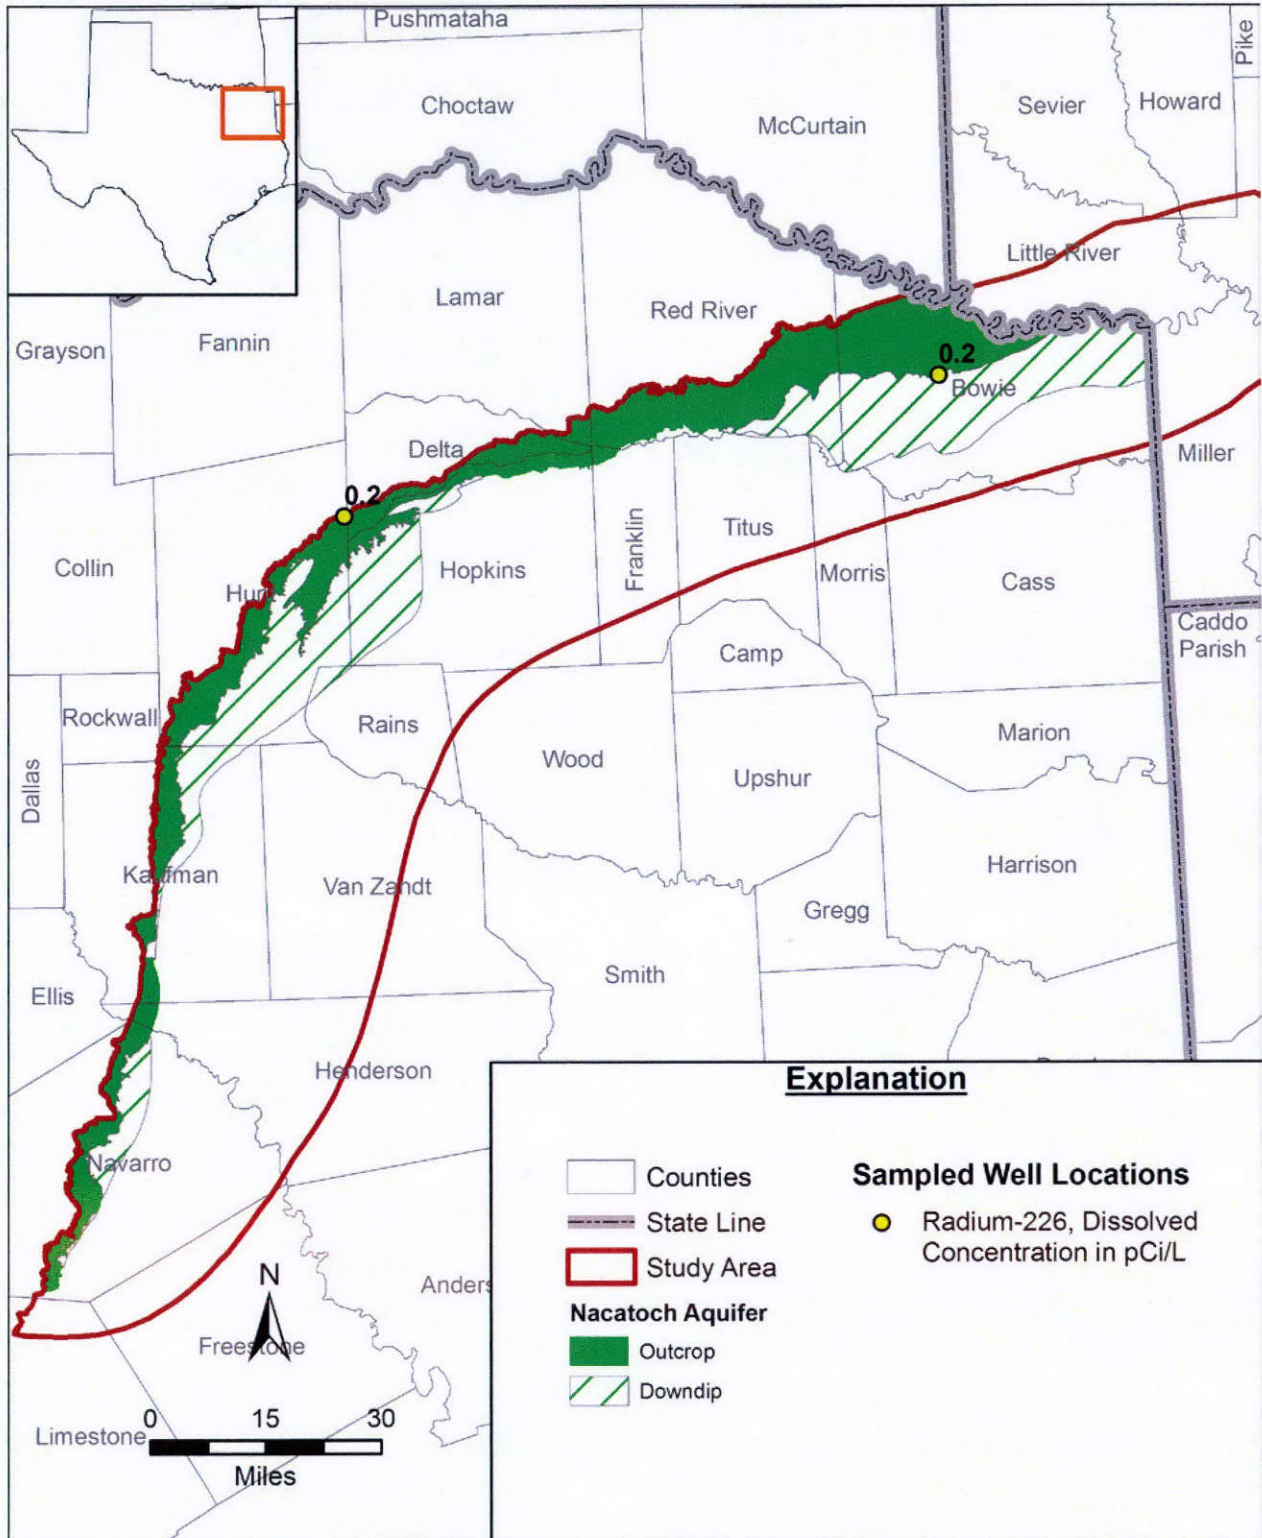 Pushmataha
Pike
Choctaw
McCurtain
Sevier
Howard
Little River
Lamar
Red River
Fannin
Grayson
0.2
Bowie
Delta
Miller
0.2
Collin
Hunt
Hopkins
Franklin
Titus
Morris
Cass
Caddo
Parish
Camp
Rockwall
Rains
Wood
Marion
Dallas
Upshur
Kaufman
Van Zandt
Harrison
Gregg
Smith
Ellis
Henderson
Navarro
Anders
N
Freestone
Limestone
0 15 30
Miles
Explanation
Counties
State Line
Study Area
Nacatoch Aquifer
Outcrop
Downdip
Sampled Well Locations
Radium-226, Dissolved
Concentration in pCi/L